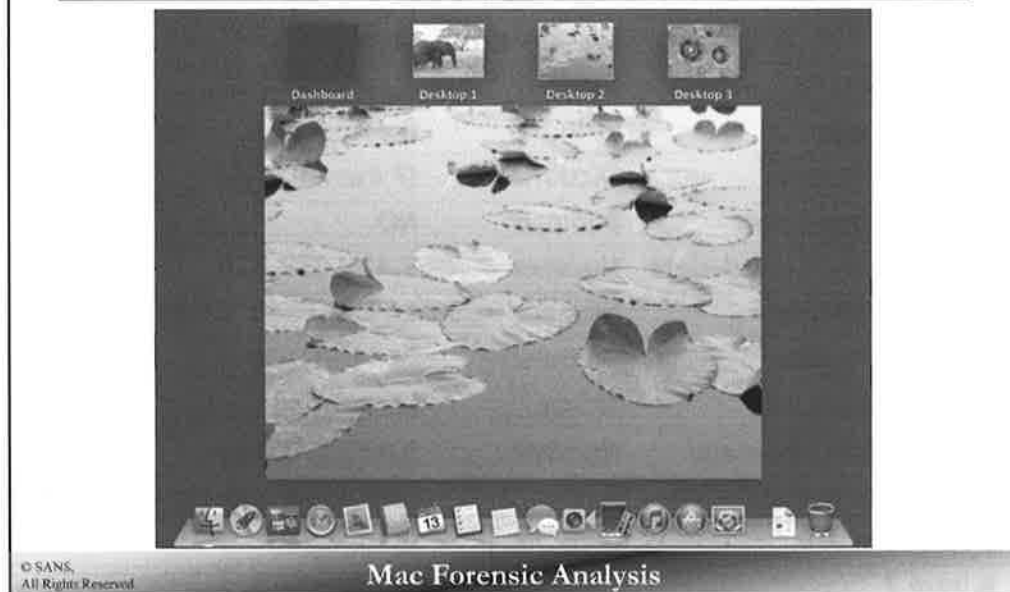 Dashboard
Desktop 1
Desktop 2
Desktop 3
13
© SANS,
All Rights Reserved
Mac Forensic Analysis